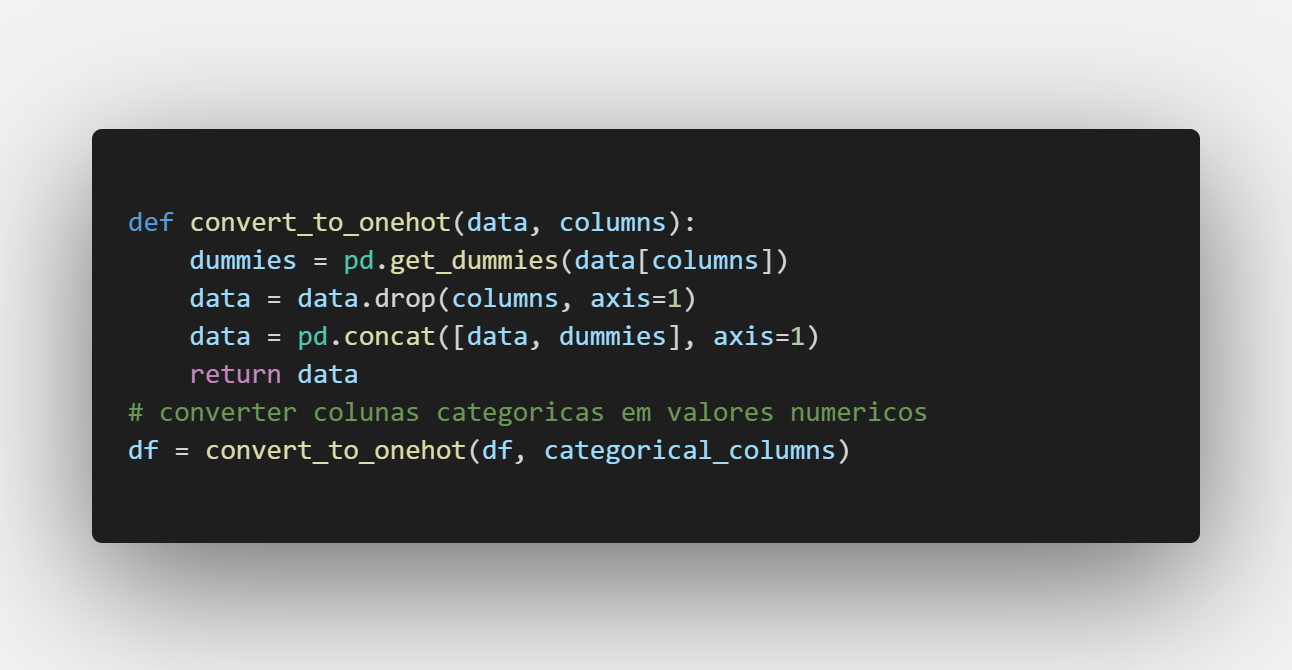 def convert_to_onehot(data, columns):
    dummies = pd.get_dummies(data[columns])
    data = data.drop(columns, axis=1)
    data = pd.concat([data, dummies], axis=1)
    return data
# converter colunas categoricas em valores numericos
df = convert_to_onehot(df, categorical_columns)